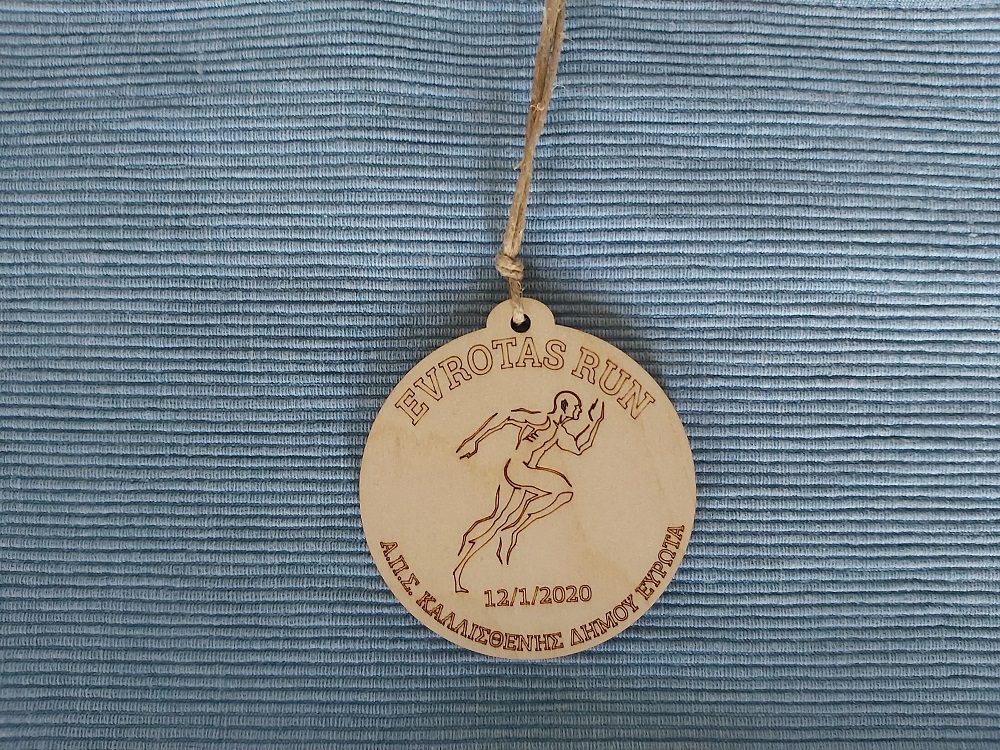 EVROTAS RUN
12/1/2020
Α.Π.Σ. ΚΑΛΛΙΣΘΕΝΗΣ ΔΗΜΟΥ ΕΥΡΩΤΑ